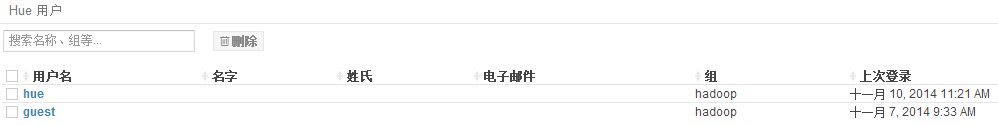 Hue 用户
搜索名称、组等...
删除
用户名 名字 姓氏 电子邮件 组 上次登录
hue hadoop 十一月 10, 2014 11:21 AM
guest hadoop 十一月 7, 2014 9:33 AM